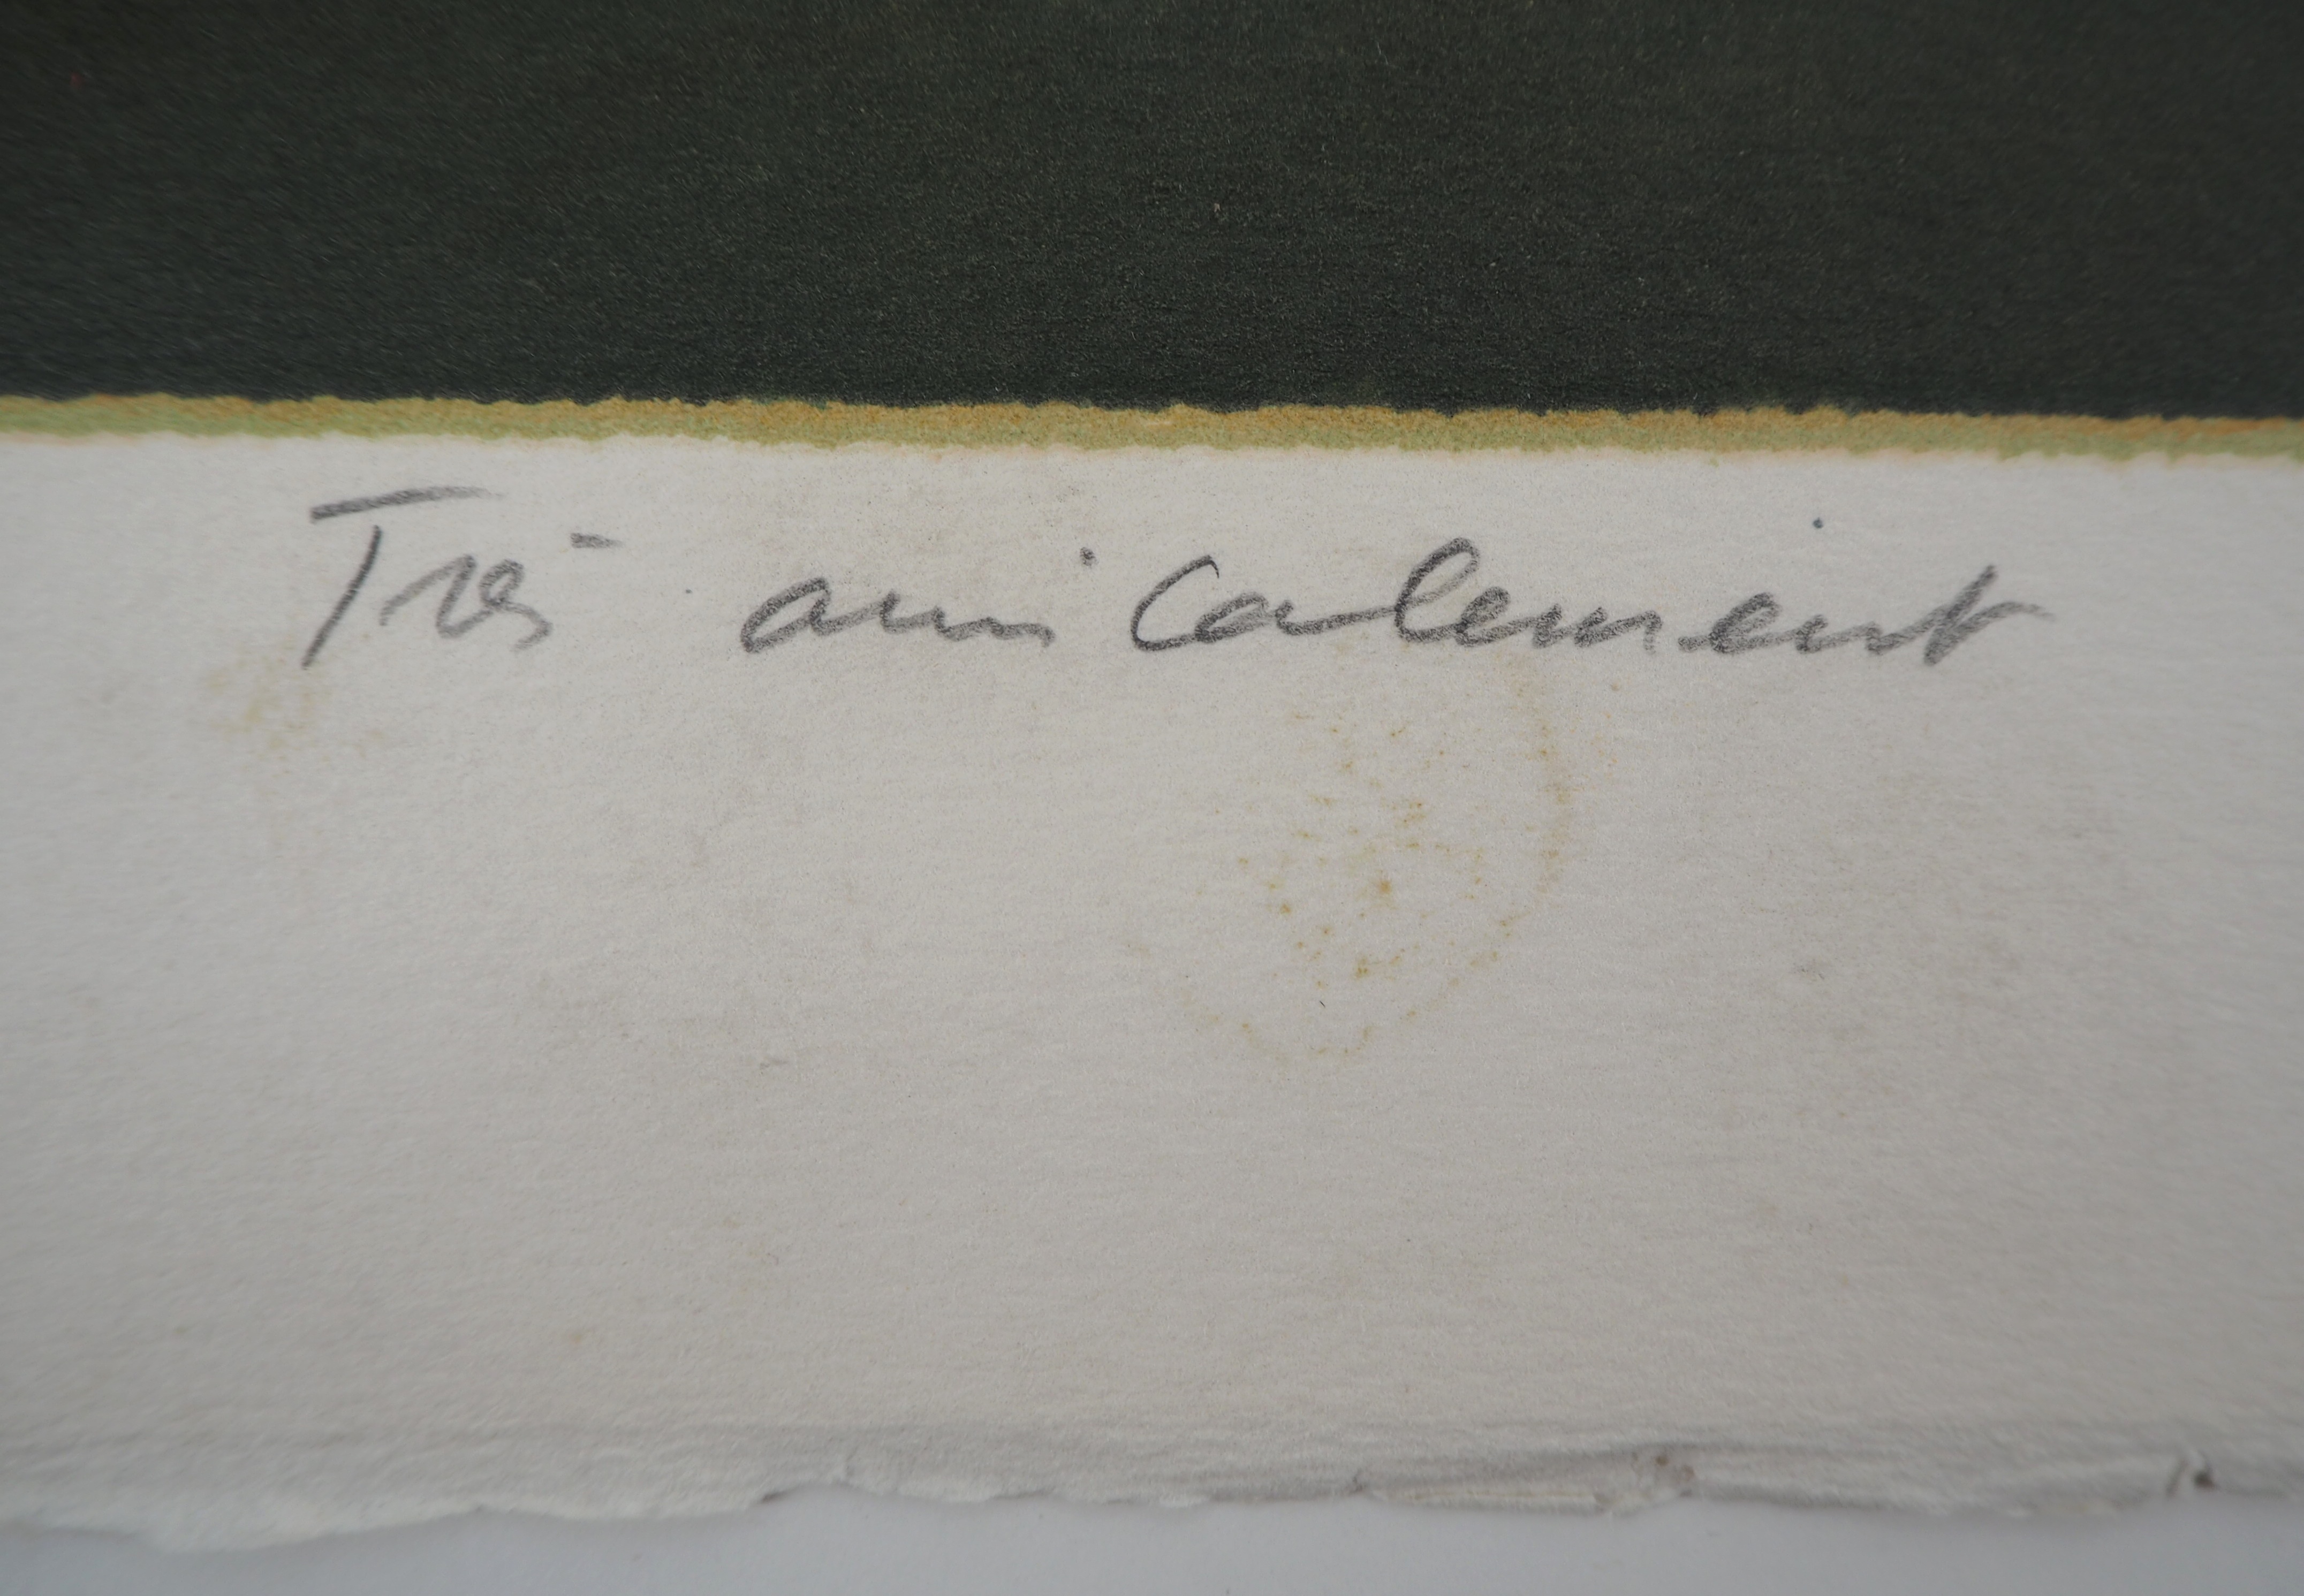 Très amicalement